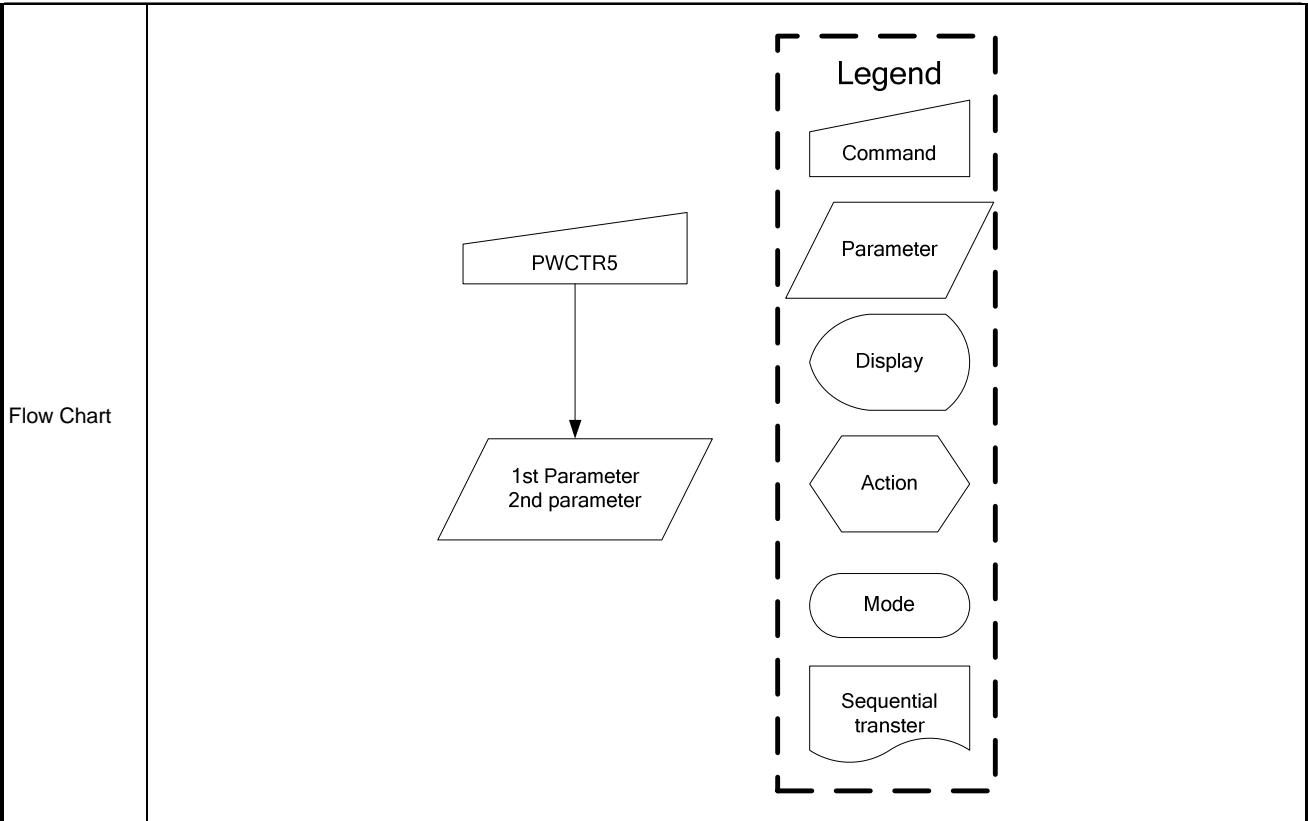 Flow Chart
PWCTR5
1st Parameter
2nd parameter
Legend
Command
Parameter
Display
Action
Mode
Sequential
transter